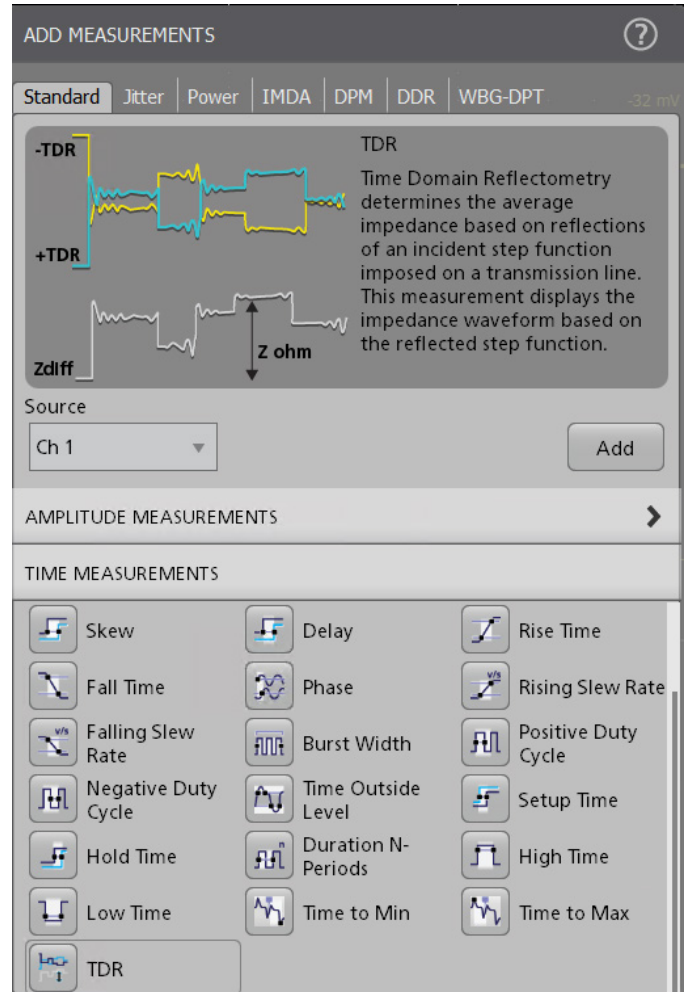 ADD MEASUREMENTS
?
Standard Jitter Power IMDA DPM DDR WBG-DPT -32 mV
-TDR
+TDR
Zdiff
Z ohm
TDR
Time Domain Reflectometry
determines the average
impedance based on reflections
of an incident step function
imposed on a transmission line.
This measurement displays the
impedance waveform based on
the reflected step function.
Source
Ch 1
Add
AMPLITUDE MEASUREMENTS
TIME MEASUREMENTS
Skew
Delay
Rise Time
Fall Time
Phase
v/s
Rising Slew Rate
v/s
Falling Slew
Rate
Burst Width
Positive Duty
Cycle
Negative Duty
Cycle
Time Outside
Level
Setup Time
Hold Time
n
Duration N-
Periods
High Time
Low Time
Time to Min
Time to Max
TDR